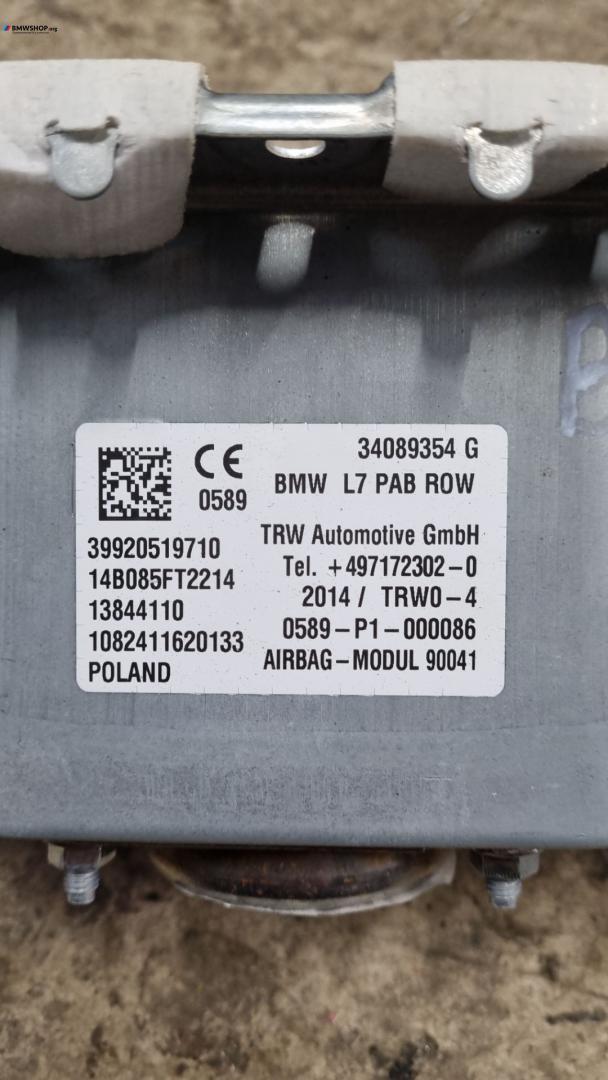 BMWSHOP.org
34089354 G
BMW L7 PAB ROW
CE
0589
TRW Automotive GmbH
Tel. +497172302-0
2014 / TRW0-4
0589-P1-000086
AIRBAG-MODUL 90041
39920519710
14B085FT2214
13844110
1082411620133
POLAND